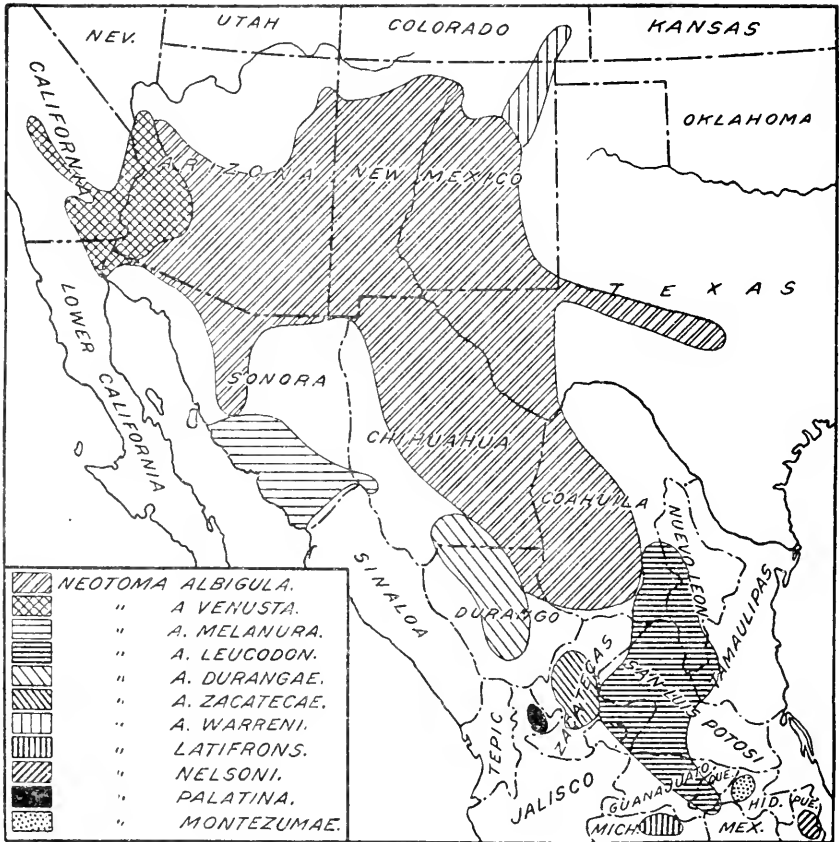 NEV.
UTAH
COLORADO
KANSAS
CALIFORNIA
OKLAHOMA
ARIZONA
NEW MEXICO
TEXAS
LOWER CALIFORNIA
SONORA
CHIHUAHUA
COAHUILA
NUEVO LEON
TAMAULIPAS
SINALOA
DURANGO
ZACATECAS
SAN LUIS POTOSI
TEPIC
JALISCO
GUANAJUATO
QUE.
HID.
PUE.
MICH.
MEX.
NEOTOMA ALBIGULA.
" A VENUSTA.
" A. MELANURA.
" A. LEUCODON.
" A. DURANGAE.
" A. ZACATECAE.
" A. WARRENI.
" LATIFRONS.
" NELSONI.
" PALATINA.
" MONTEZUMAE.